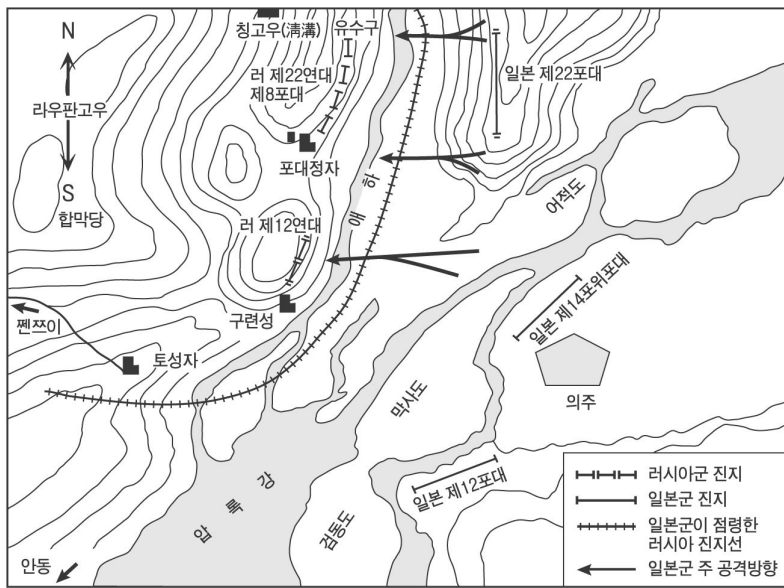 N
S
라우판고우
합막당
칭고우(淸溝)
유수구
러 제22연대
제8포대
포대정자
러 제12연대
구련성
쩬쯔이
토성자
안동
애 하
압 록 강
일본 제22포대
어적도
일본 제14포위포대
의주
막사도
일본 제12포대
검동도
러시아군 진지
일본군 진지
일본군이 점령한
러시아 진지선
일본군 주 공격방향